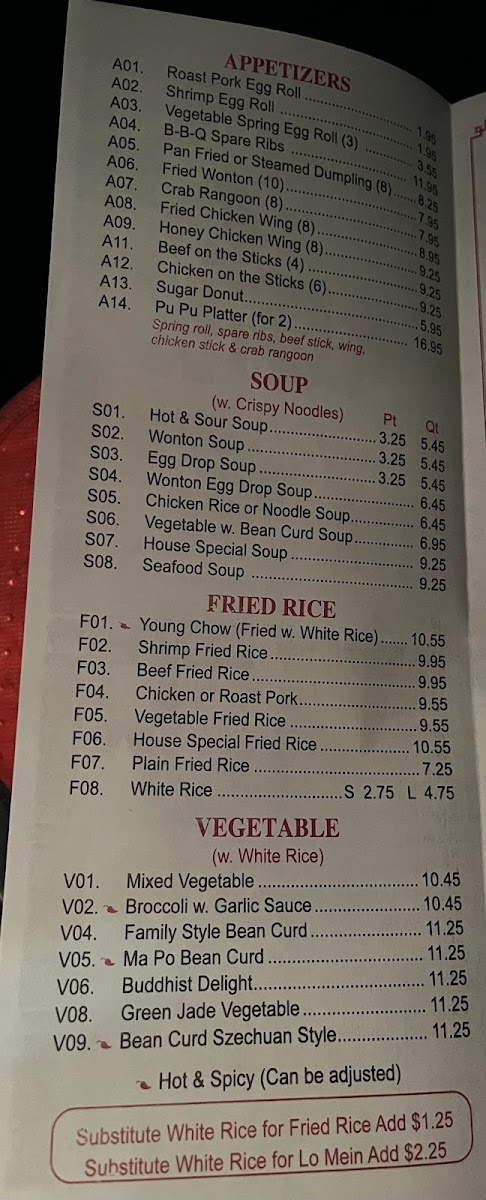 APPETIZERS
A01. Roast Pork Egg Roll ........ 1.95
A02. Shrimp Egg Roll ........ 1.95
A03. Vegetable Spring Egg Roll (3) ........ 3.55
A04. B-B-Q Spare Ribs ........ 11.95
A05. Pan Fried or Steamed Dumpling (8) ........ 8.25
A06. Fried Wonton (10) ........ 7.95
A07. Crab Rangoon (8) ........ 7.95
A08. Fried Chicken Wing (8) ........ 8.95
A09. Honey Chicken Wing (8) ........ 9.25
A11. Beef on the Sticks (4) ........ 9.25
A12. Chicken on the Sticks (6) ........ 9.25
A13. Sugar Donut ........ 5.95
A14. Pu Pu Platter (for 2) ........ 16.95
Spring roll, spare ribs, beef stick, wing,
chicken stick & crab rangoon
SOUP
(w. Crispy Noodles) Pt Qt
S01. Hot & Sour Soup ........ 3.25 5.45
S02. Wonton Soup ........ 3.25 5.45
S03. Egg Drop Soup ........ 3.25 5.45
S04. Wonton Egg Drop Soup ........ 6.45
S05. Chicken Rice or Noodle Soup ........ 6.45
S06. Vegetable w. Bean Curd Soup ........ 6.95
S07. House Special Soup ........ 9.25
S08. Seafood Soup ........ 9.25
FRIED RICE
F01. Young Chow (Fried w. White Rice) ........ 10.55
F02. Shrimp Fried Rice ........ 9.95
F03. Beef Fried Rice ........ 9.95
F04. Chicken or Roast Pork ........ 9.55
F05. Vegetable Fried Rice ........ 9.55
F06. House Special Fried Rice ........ 10.55
F07. Plain Fried Rice ........ 7.25
F08. White Rice ........ S 2.75 L 4.75
VEGETABLE
(w. White Rice)
V01. Mixed Vegetable ........ 10.45
V02. Broccoli w. Garlic Sauce ........ 10.45
V04. Family Style Bean Curd ........ 11.25
V05. Ma Po Bean Curd ........ 11.25
V06. Buddhist Delight ........ 11.25
V08. Green Jade Vegetable ........ 11.25
V09. Bean Curd Szechuan Style ........ 11.25
Hot & Spicy (Can be adjusted)
Substitute White Rice for Fried Rice Add $1.25
Substitute White Rice for Lo Mein Add $2.25